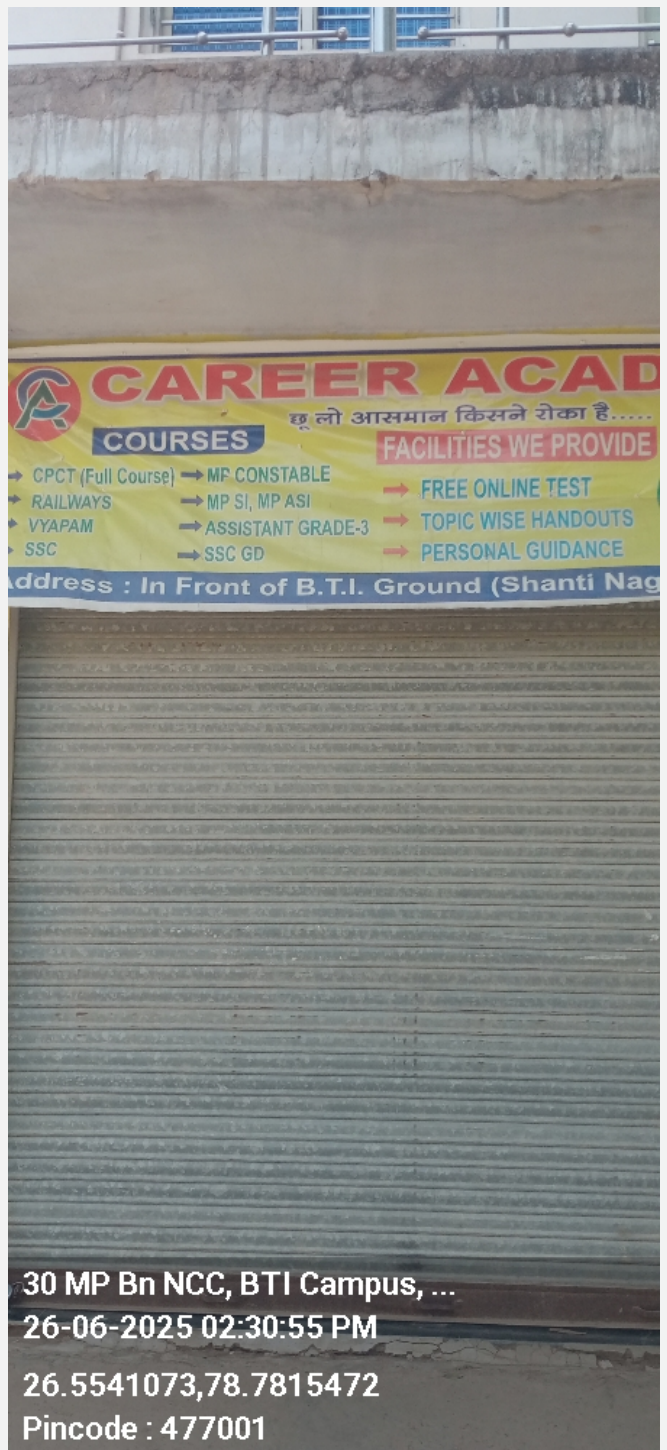 CAREER ACAD
छू लो आसमान किसने रोका है.....
COURSES
CPCT (Full Course)
RAILWAYS
VYAPAM
SSC
MP CONSTABLE
MP SI, MP ASI
ASSISTANT GRADE-3
SSC GD
FACILITIES WE PROVIDE
FREE ONLINE TEST
TOPIC WISE HANDOUTS
PERSONAL GUIDANCE
Address : In Front of B.T.I. Ground (Shanti Nag
30 MP Bn NCC, BTI Campus, ...
26-06-2025 02:30:55 PM
26.5541073,78.7815472
Pincode : 477001